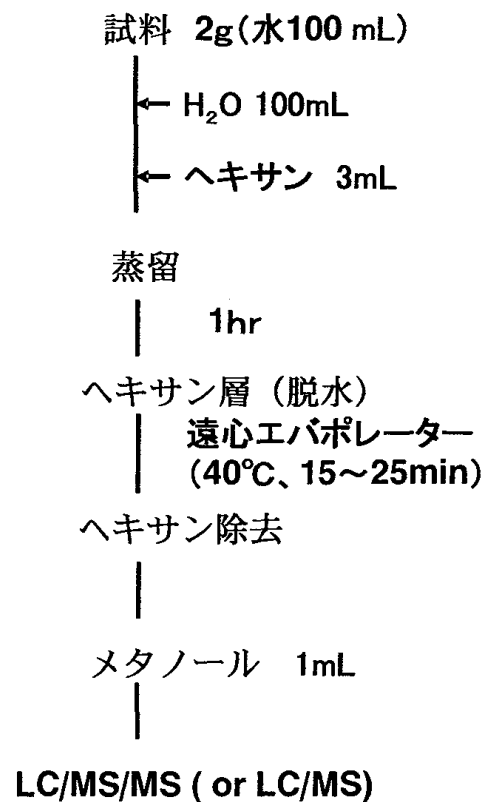 試料 2g(水100 mL)
← H₂O 100mL
← ヘキサン 3mL
蒸留
1hr
ヘキサン層（脱水）
遠心エバポレーター
(40℃、15～25min)
ヘキサン除去
メタノール 1mL
LC/MS/MS ( or LC/MS)